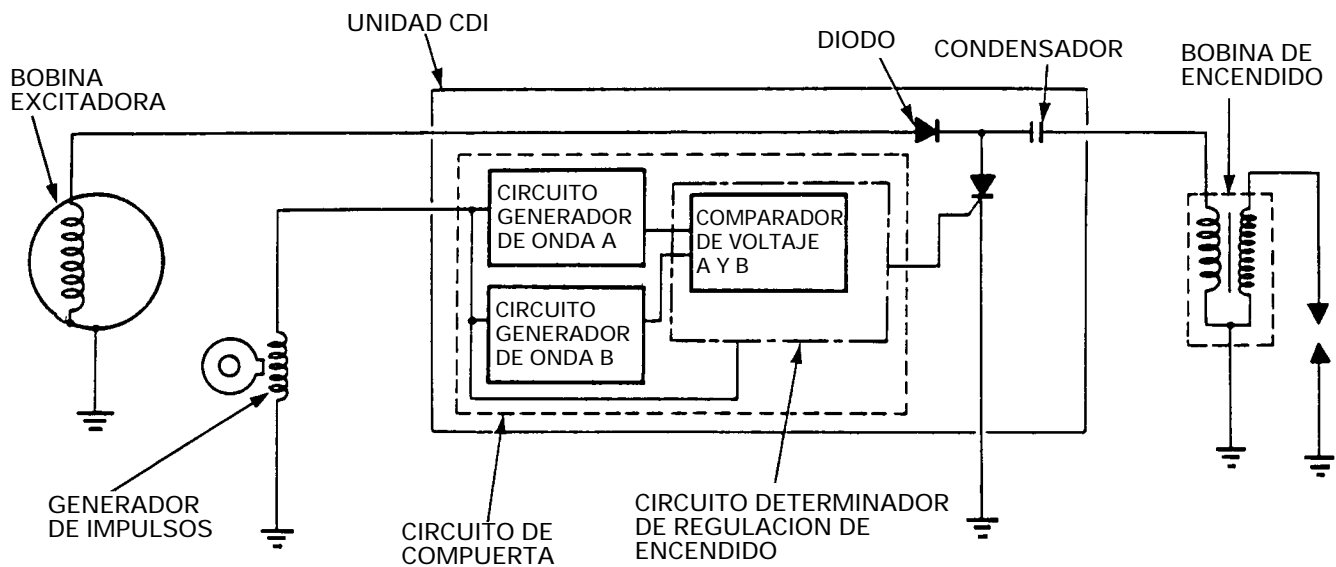 UNIDAD CDI
DIODO
CONDENSADOR
BOBINA DE
ENCENDIDO
BOBINA
EXCITADORA
CIRCUITO
GENERADOR
DE ONDA A
COMPARADOR
DE VOLTAJE
A Y B
CIRCUITO
GENERADOR
DE ONDA B
GENERADOR
DE IMPULSOS
CIRCUITO DE
COMPUERTA
CIRCUITO DETERMINADOR
DE REGULACION DE
ENCENDIDO